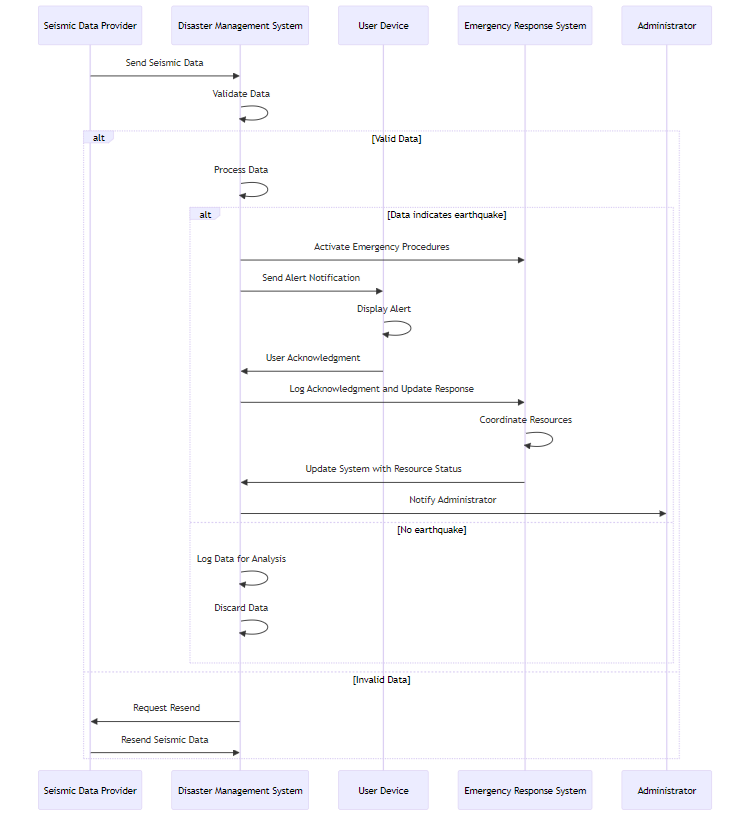 Seismic Data Provider
Disaster Management System
User Device
Emergency Response System
Administrator
Send Seismic Data
Validate Data
alt
[Valid Data]
Process Data
alt
[Data indicates earthquake]
Activate Emergency Procedures
Send Alert Notification
Display Alert
User Acknowledgment
Log Acknowledgment and Update Response
Coordinate Resources
Update System with Resource Status
Notify Administrator
[No earthquake]
Log Data for Analysis
Discard Data
[Invalid Data]
Request Resend
Resend Seismic Data
Seismic Data Provider
Disaster Management System
User Device
Emergency Response System
Administrator